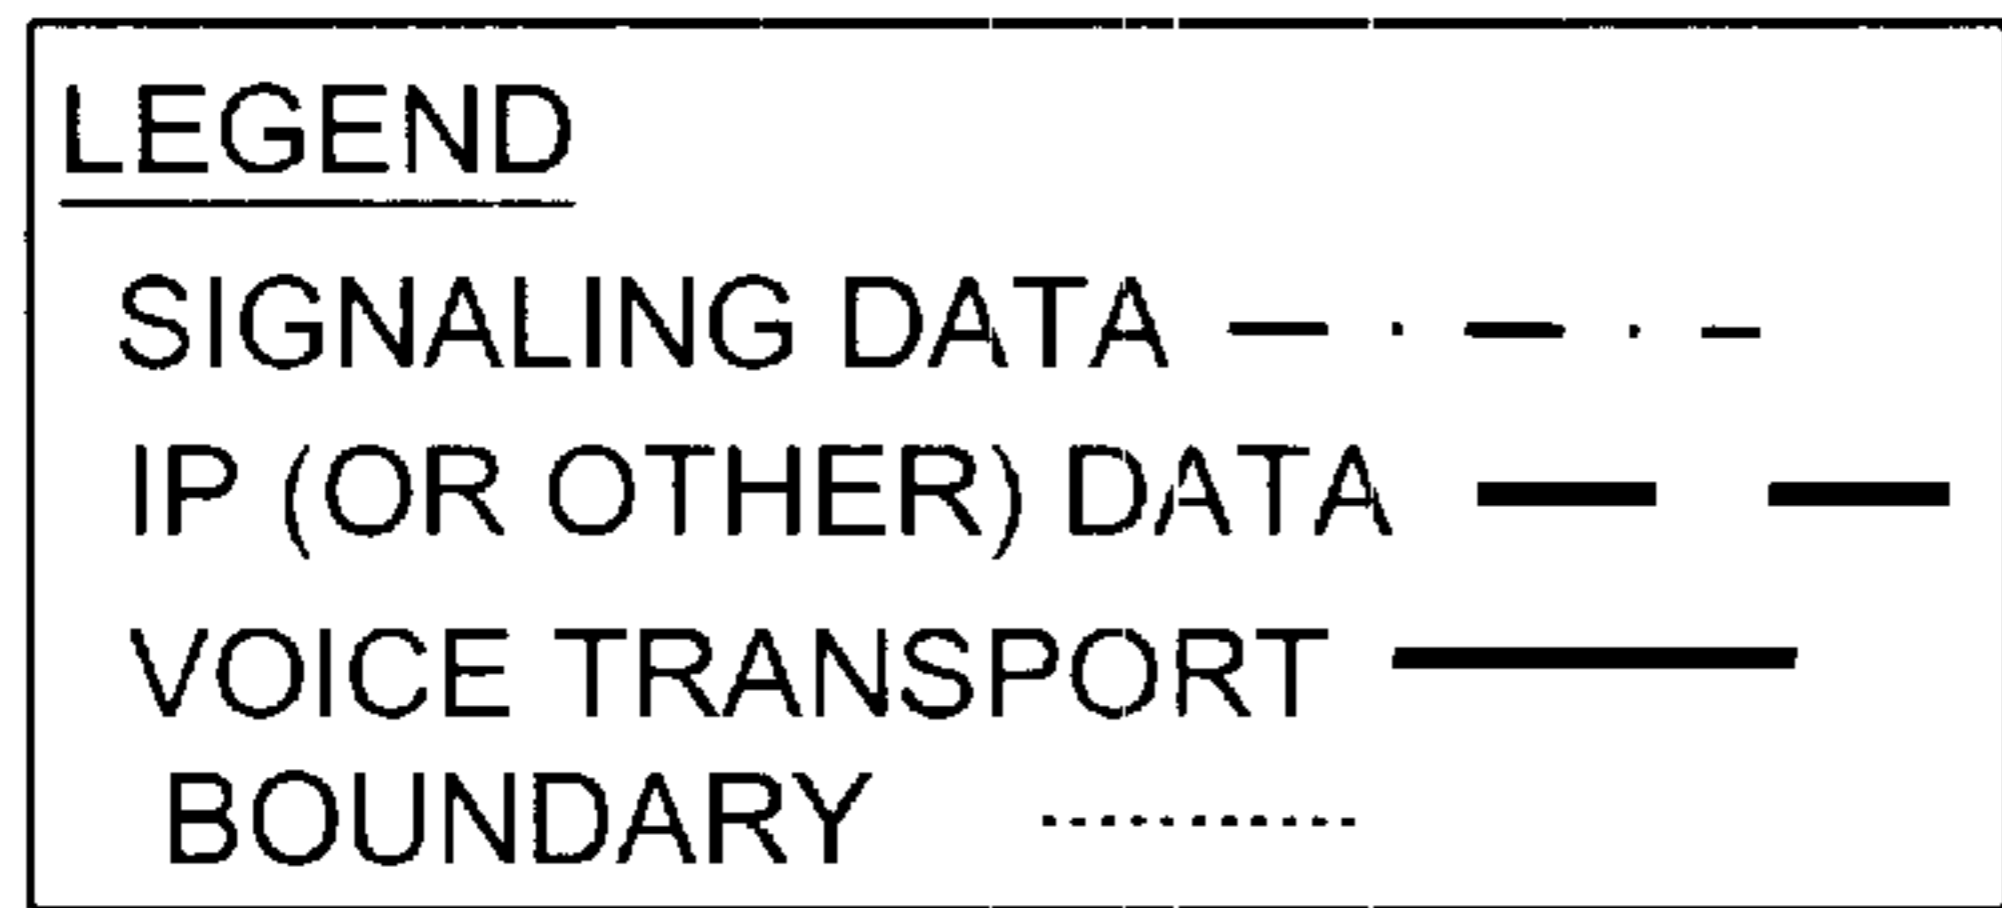 LEGEND
SIGNALING DATA
IP (OR OTHER) DATA
VOICE TRANSPORT
BOUNDARY